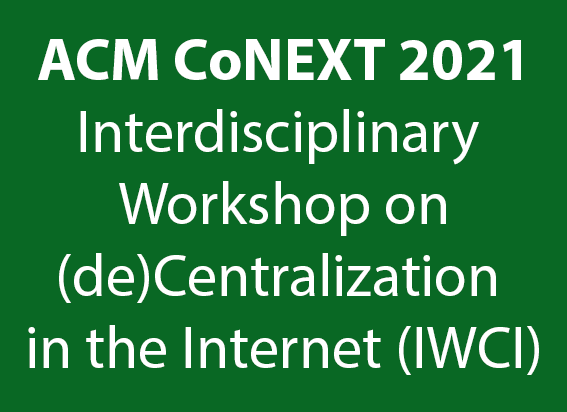 ACM CoNEXT 2021
Interdisciplinary
Workshop on
(de)Centralization
in the Internet (IWCI)